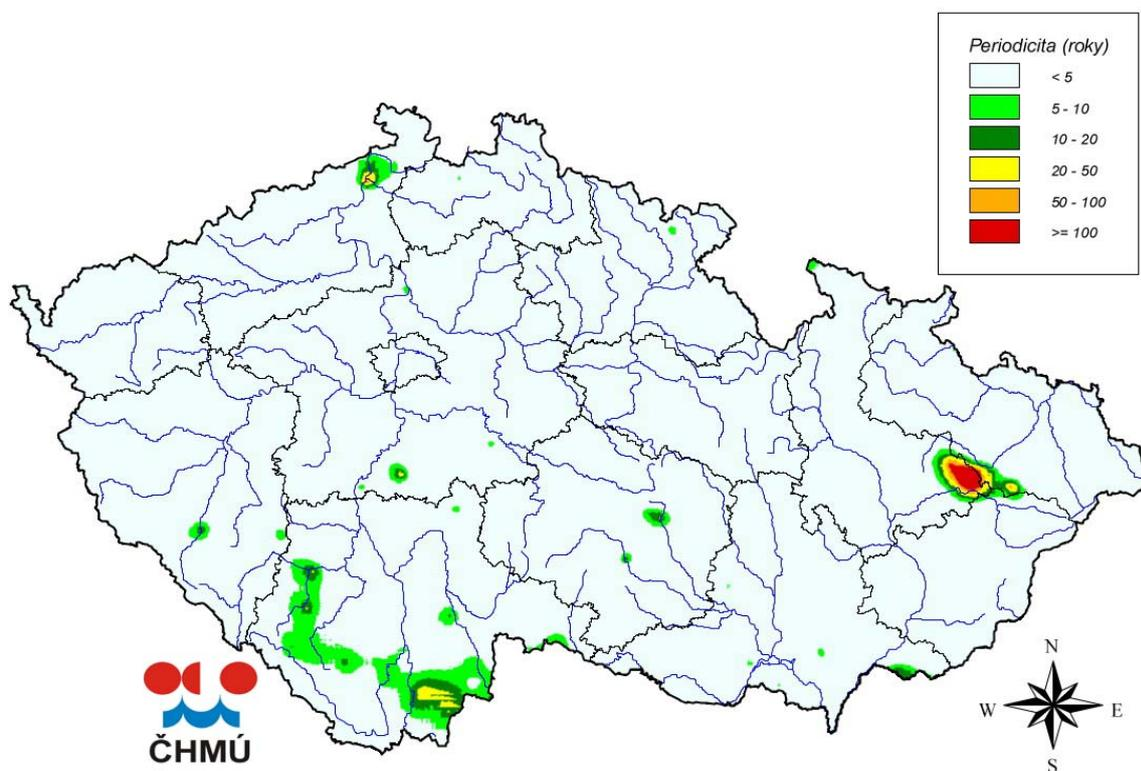 Periodicita (roky)
< 5
5 - 10
10 - 20
20 - 50
50 - 100
>= 100
ČHMÚ
N
W E
S